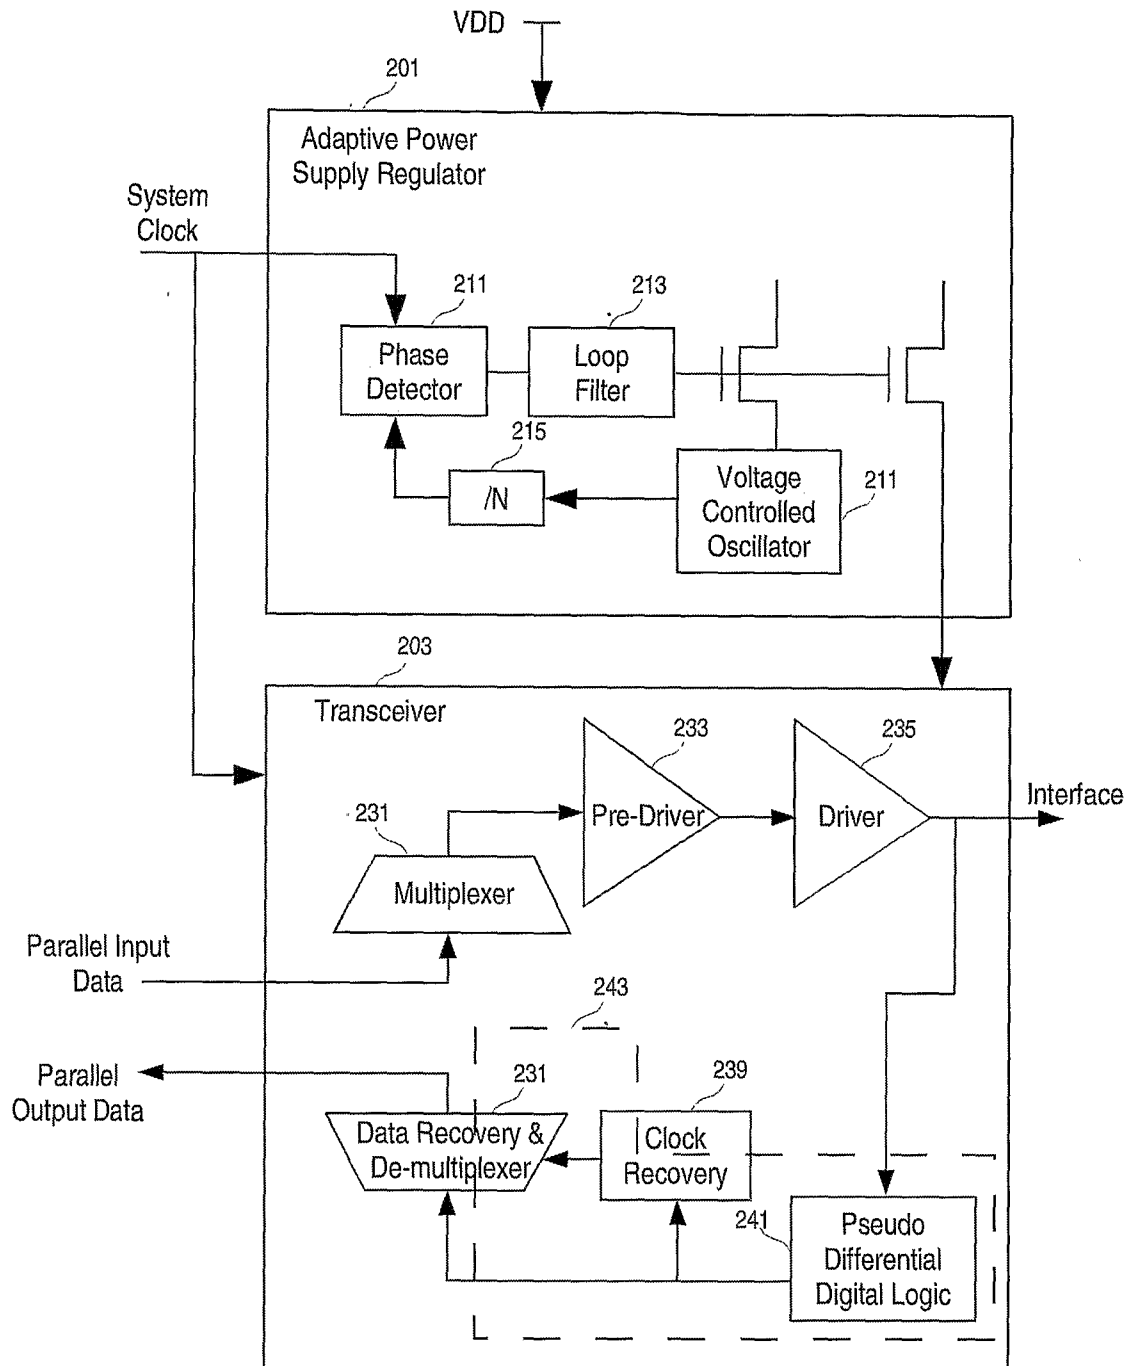 VDD
201
Adaptive Power
Supply Regulator
System
Clock
211
213
Phase
Detector
Loop
Filter
215
/N
Voltage
Controlled
Oscillator
211
203
Transceiver
233
235
Interface
231
Pre-Driver
Driver
Multiplexer
Parallel Input
Data
243
Parallel
Output Data
231
239
Data Recovery &
De-multiplexer
Clock
Recovery
241
Pseudo
Differential
Digital Logic